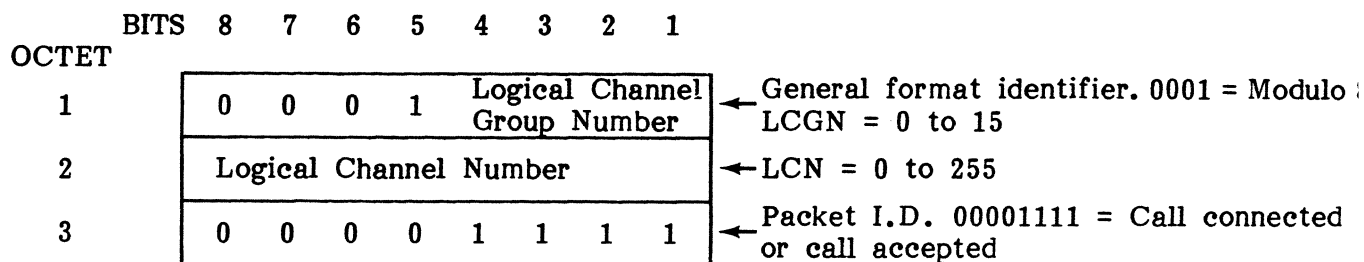 BITS 8 7 6 5 4 3 2 1
OCTET
1 0 0 0 1 Logical Channel Group Number
General format identifier. 0001 = Modulo
LCGN = 0 to 15
2 Logical Channel Number
LCN = 0 to 255
3 0 0 0 0 1 1 1 1
Packet I.D. 00001111 = Call connected
or call accepted